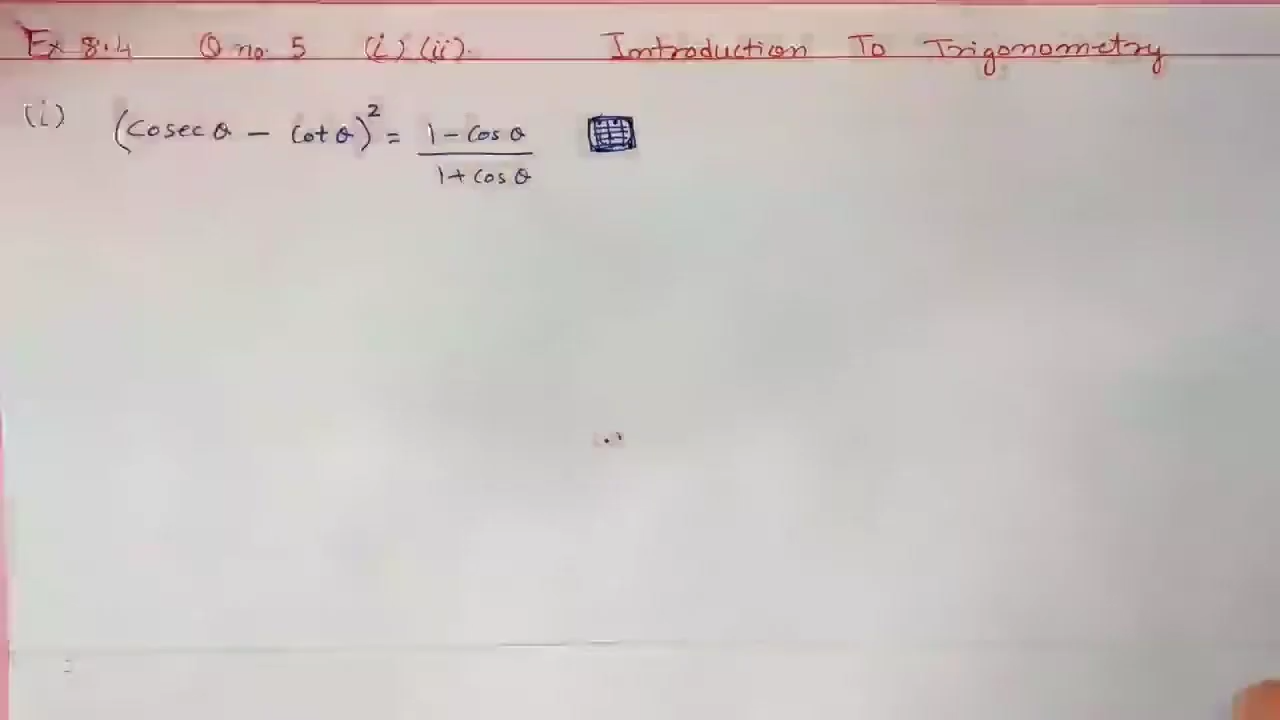 Ex 8.4 Q no. 5 (i) (ii). Introduction To Trigonometry
(i) (Cosec θ - Cot θ)² = 1 - Cos θ / 1 + Cos θ